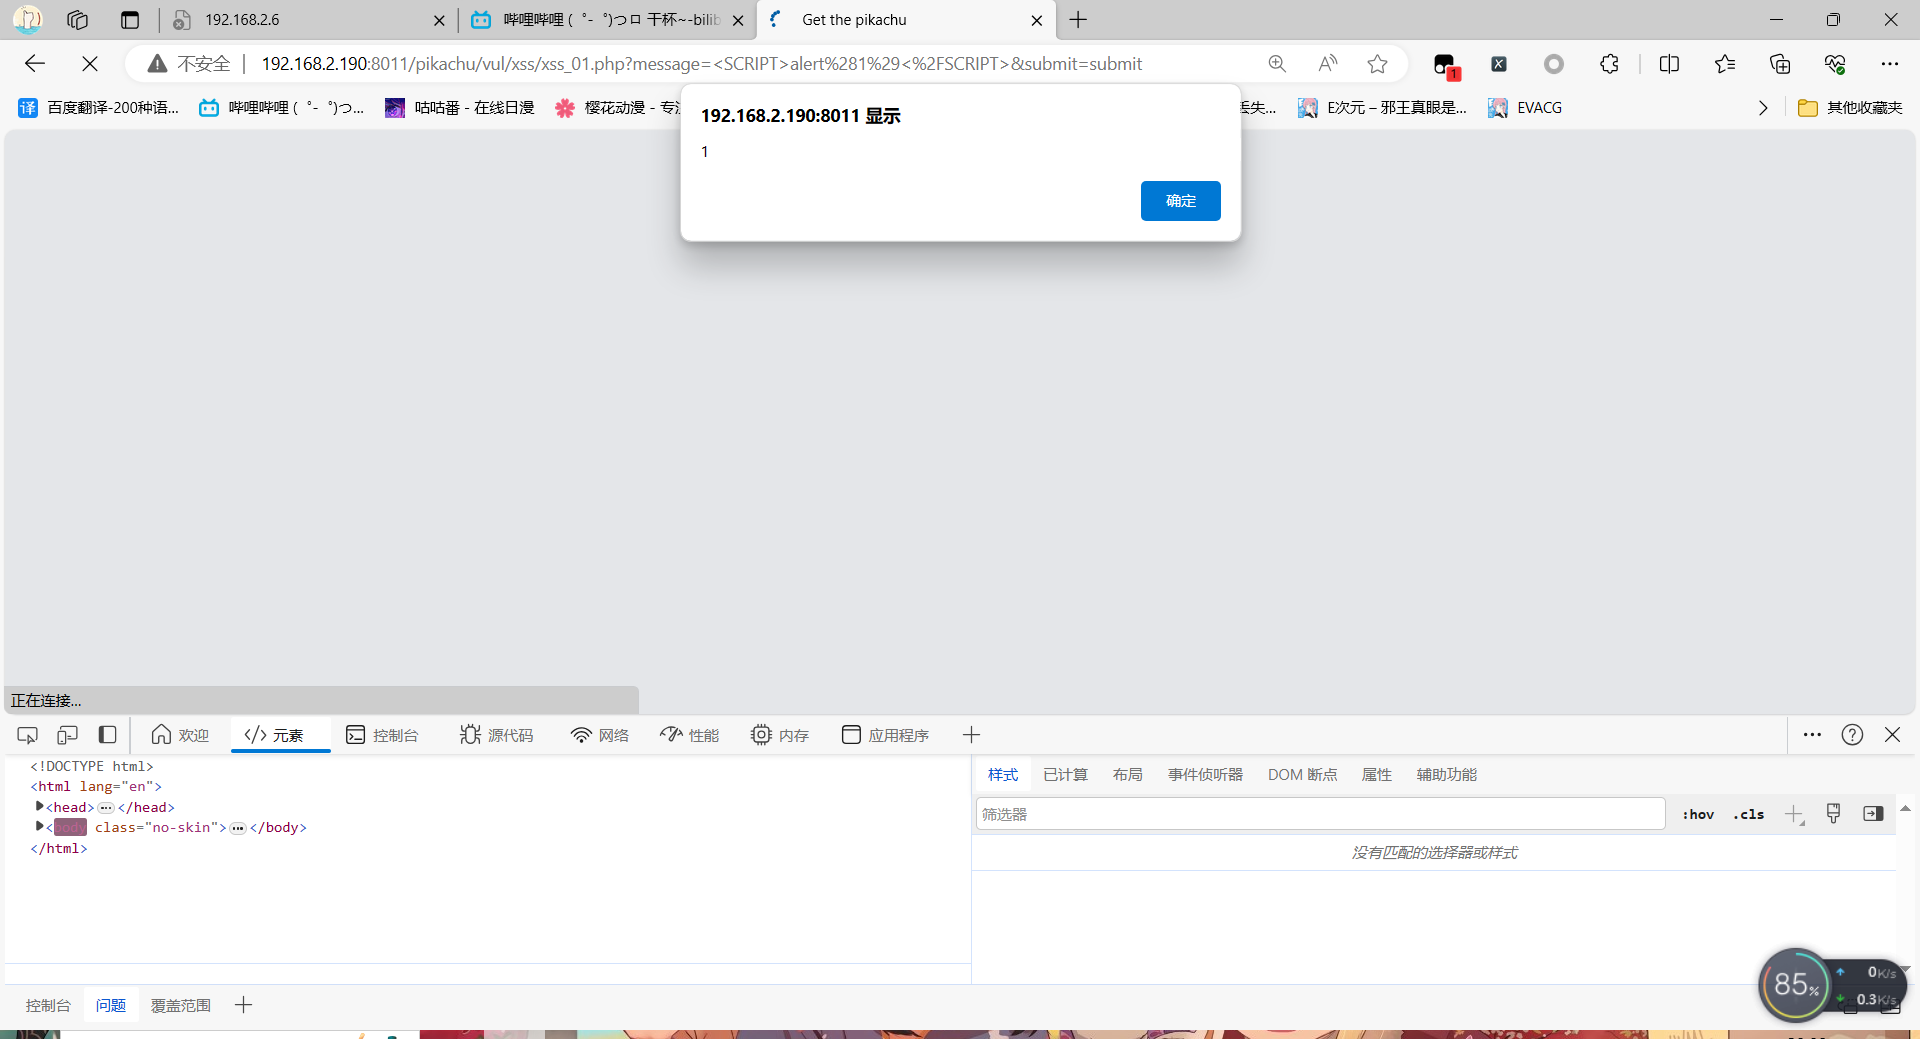 192.168.2.6
哔哩哔哩 (゜-゜)つロ 干杯~-bilib
Get the pikachu
不安全
192.168.2.190:8011/pikachu/vul/xss/xss_01.php?message=<SCRIPT>alert%281%29<%2FSCRIPT>&submit=submit
1
百度翻译-200种语...
哔哩哔哩 (゜-゜)つ...
咕咕番 - 在线日漫
樱花动漫 - 专注
丢失...
E次元 – 邪王真眼是...
EVACG
其他收藏夹
192.168.2.190:8011 显示
1
确定
正在连接...
欢迎
</> 元素
控制台
源代码
网络
性能
内存
应用程序
<!DOCTYPE html>
<html lang="en">
<head>···</head>
<body class="no-skin">···</body>
</html>
样式
已计算
布局
事件侦听器
DOM 断点
属性
辅助功能
筛选器
:hov
.cls
没有匹配的选择器或样式
85%
0K/s
0.3K/s
控制台
问题
覆盖范围